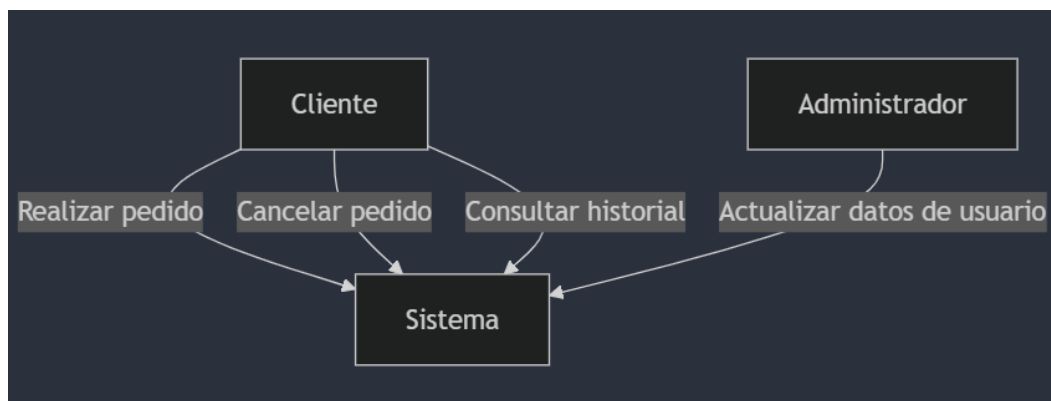 Cliente
Administrador
Realizar pedido
Cancelar pedido
Consultar historial
Actualizar datos de usuario
Sistema